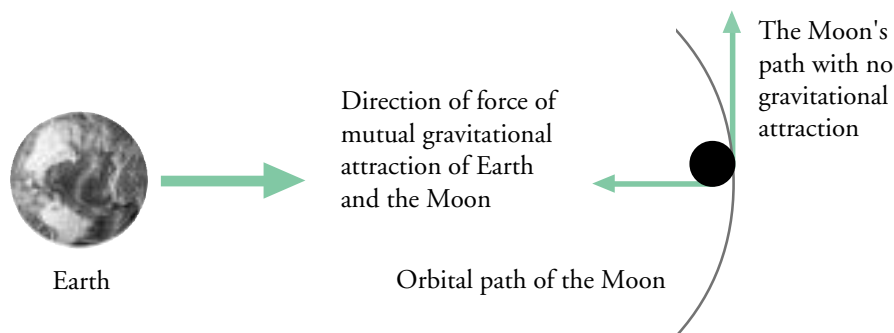 The Moon's
path with no
gravitational
attraction
Direction of force of
mutual gravitational
attraction of Earth
and the Moon
Earth
Orbital path of the Moon